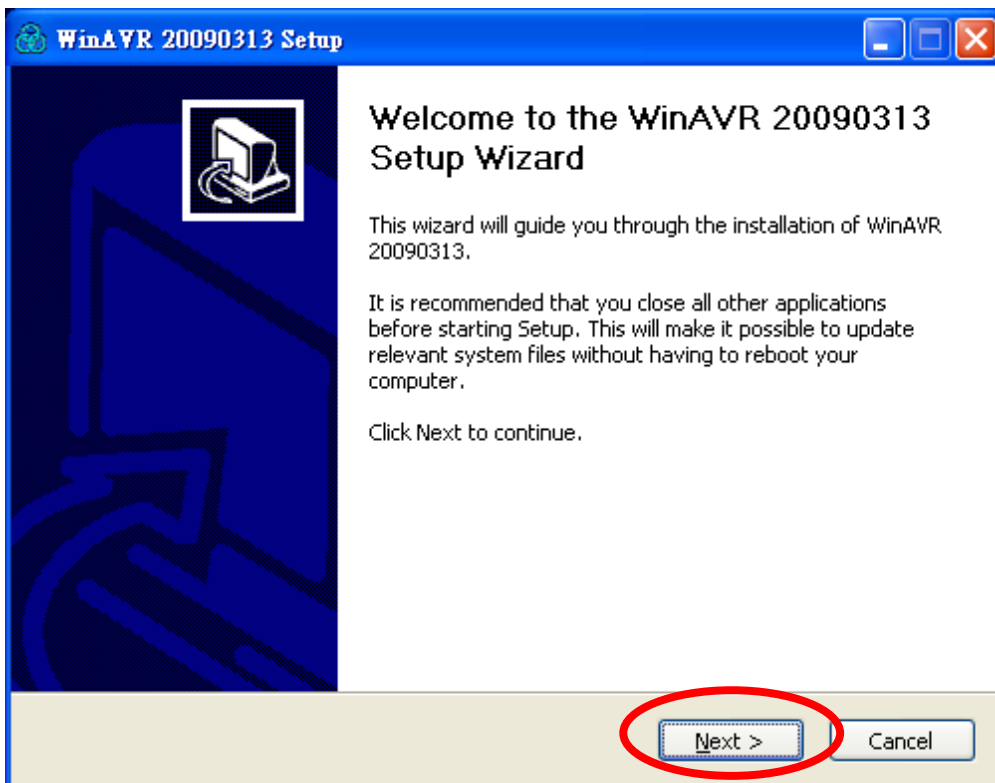 WinAVR 20090313 Setup
Welcome to the WinAVR 20090313
Setup Wizard
This wizard will guide you through the installation of WinAVR
20090313.
It is recommended that you close all other applications
before starting Setup. This will make it possible to update
relevant system files without having to reboot your
computer.
Click Next to continue.
Next >
Cancel